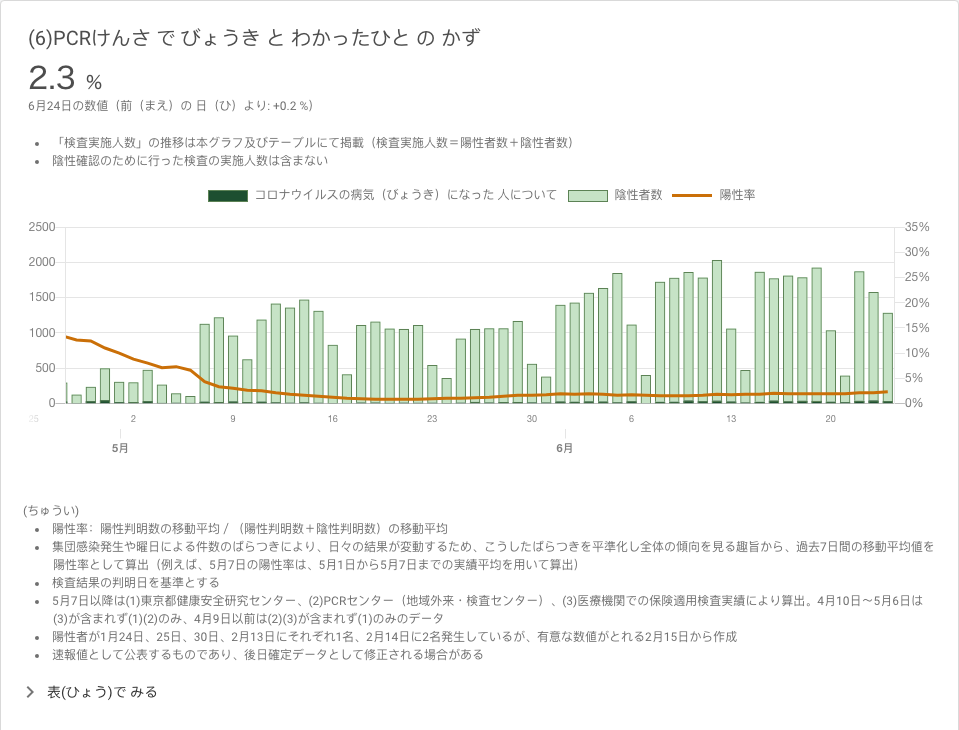 (6)PCRけんさ で びょうき と わかったひと の かず
2.3 %
6月24日の数値（前（まえ）の 日（ひ）より: +0.2 %）
「検査実施人数」の推移は本グラフ及びテーブルにて掲載（検査実施人数＝陽性者数＋陰性者数）
陰性確認のために行った検査の実施人数は含まない
コロナウイルスの病気（びょうき）になった 人について 陰性者数 陽性率
2500 35%
30%
2000
25%
1500 20%
1000 15%
10%
500
5%
0 0%
25 2 9 16 23 30 6 13 20
5月 6月
(ちゅうい)
陽性率：陽性判明数の移動平均／（陽性判明数＋陰性判明数）の移動平均
集団感染発生や曜日による件数のばらつきにより、日々の結果が変動するため、こうしたばらつきを平準化し全体の傾向を見る趣旨から、過去7日間の移動平均値を
陽性率として算出（例えば、5月7日の陽性率は、5月1日から5月7日までの実績平均を用いて算出）
検査結果の判明日を基準とする
5月7日以降は(1)東京都健康安全研究センター、(2)PCRセンター（地域外来・検査センター）、(3)医療機関での保険適用検査実績により算出。4月10日～5月6日は
(3)が含まれず(1)(2)のみ、4月9日以前は(2)(3)が含まれず(1)のみのデータ
陽性者が1月24日、25日、30日、2月13日にそれぞれ1名、2月14日に2名発生しているが、有意な数値がとれる2月15日から作成
速報値として公表するものであり、後日確定データとして修正される場合がある
表(ひょう)で みる